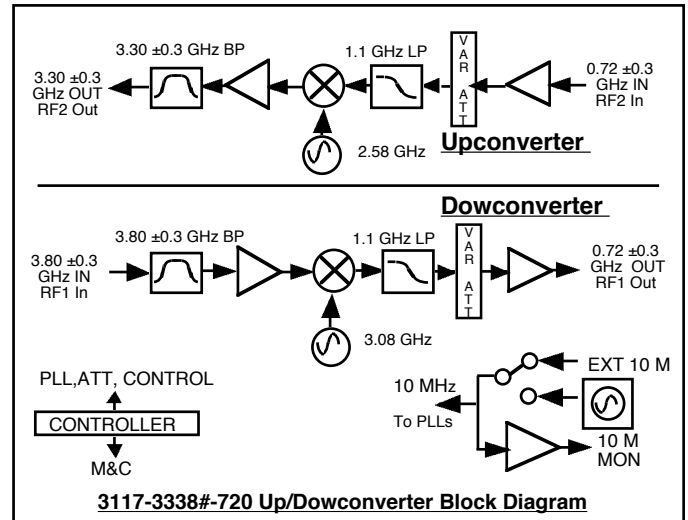 3.30 ±0.3 GHz BP
1.1 GHz LP
VAR ATT
3.30 ±0.3
GHz OUT
RF2 Out
0.72 ±0.3
GHz IN
RF2 In
2.58 GHz
Upconverter
Dowconverter
3.80 ±0.3 GHz BP
1.1 GHz LP
VAR ATT
3.80 ±0.3
GHz IN
RF1 In
0.72 ±0.3
GHz OUT
RF1 Out
3.08 GHz
PLL,ATT, CONTROL
CONTROLLER
M&C
10 MHz
To PLLs
EXT 10 M
10 M
MON
3117-3338#-720 Up/Dowconverter Block Diagram